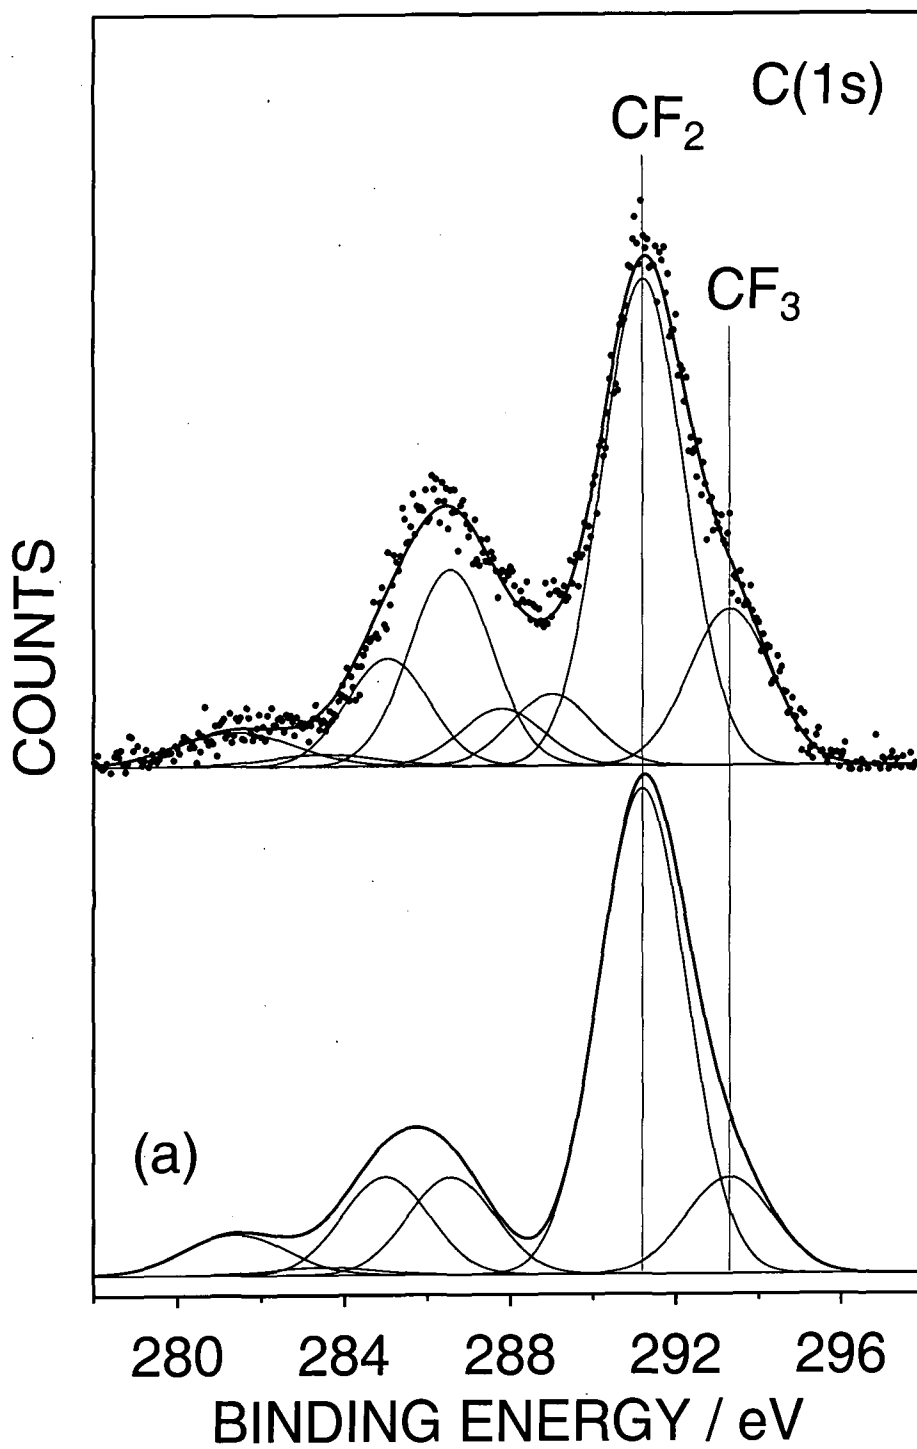 C(1s)
CF₂
CF₃
COUNTS
(a)
280 284 288 292 296
BINDING ENERGY / eV